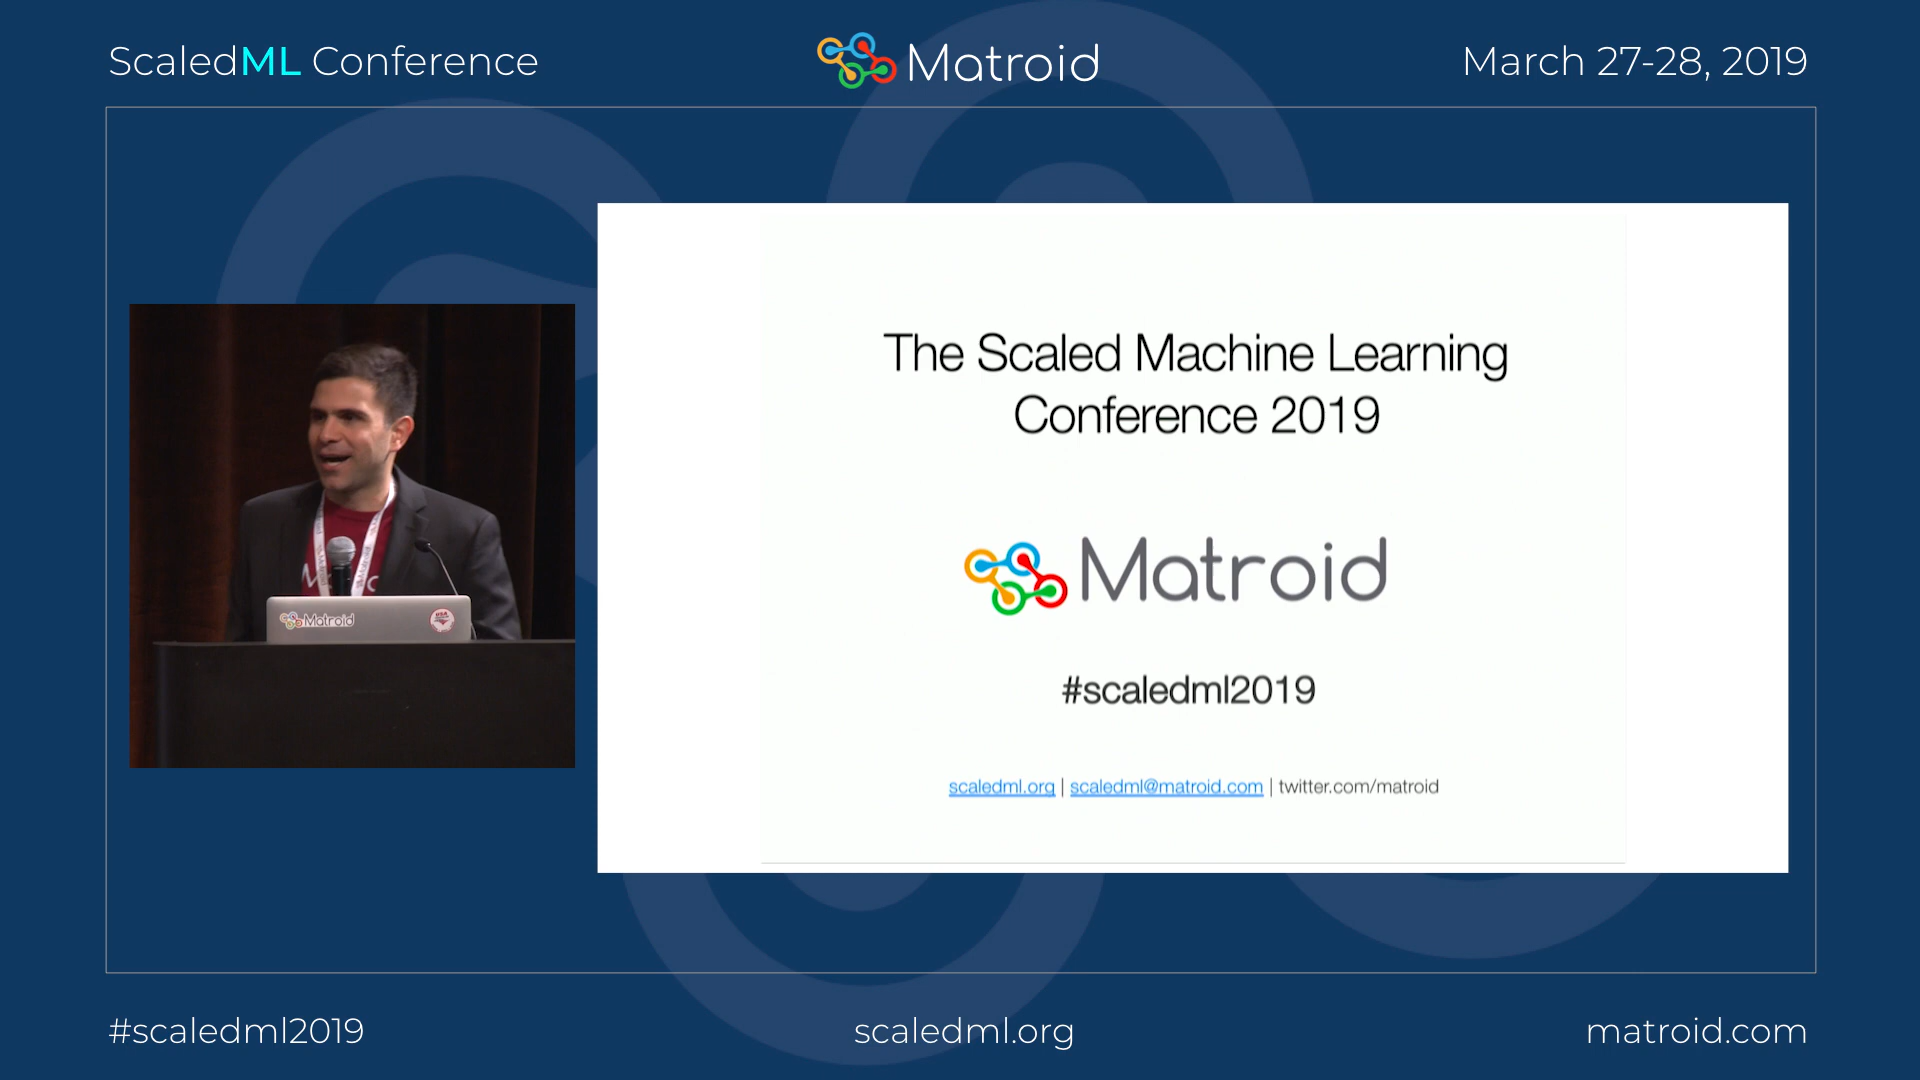 ScaledML Conference
Matroid
March 27-28, 2019
The Scaled Machine Learning
Conference 2019
Matroid
#scaledml2019
scaledml.org | scaledml@matroid.com | twitter.com/matroid
Matroid
#scaledml2019
scaledml.org
matroid.com